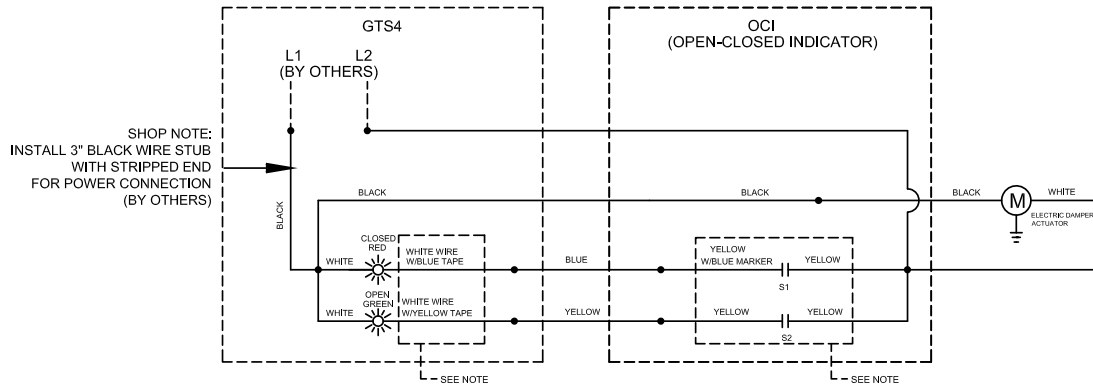 GTS4
OCI
(OPEN-CLOSED INDICATOR)
L1 L2
(BY OTHERS)
SHOP NOTE:
INSTALL 3" BLACK WIRE STUB
WITH STRIPPED END
FOR POWER CONNECTION
(BY OTHERS)
BLACK
BLACK
BLACK
BLACK
M
WHITE
ELECTRIC DAMPER
ACTUATOR
CLOSED
RED
WHITE
WHITE WIRE
W/BLUE TAPE
BLUE
YELLOW
W/BLUE MARKER
YELLOW
S1
OPEN
GREEN
WHITE
WHITE WIRE
W/YELLOW TAPE
YELLOW
YELLOW
YELLOW
S2
SEE NOTE
SEE NOTE